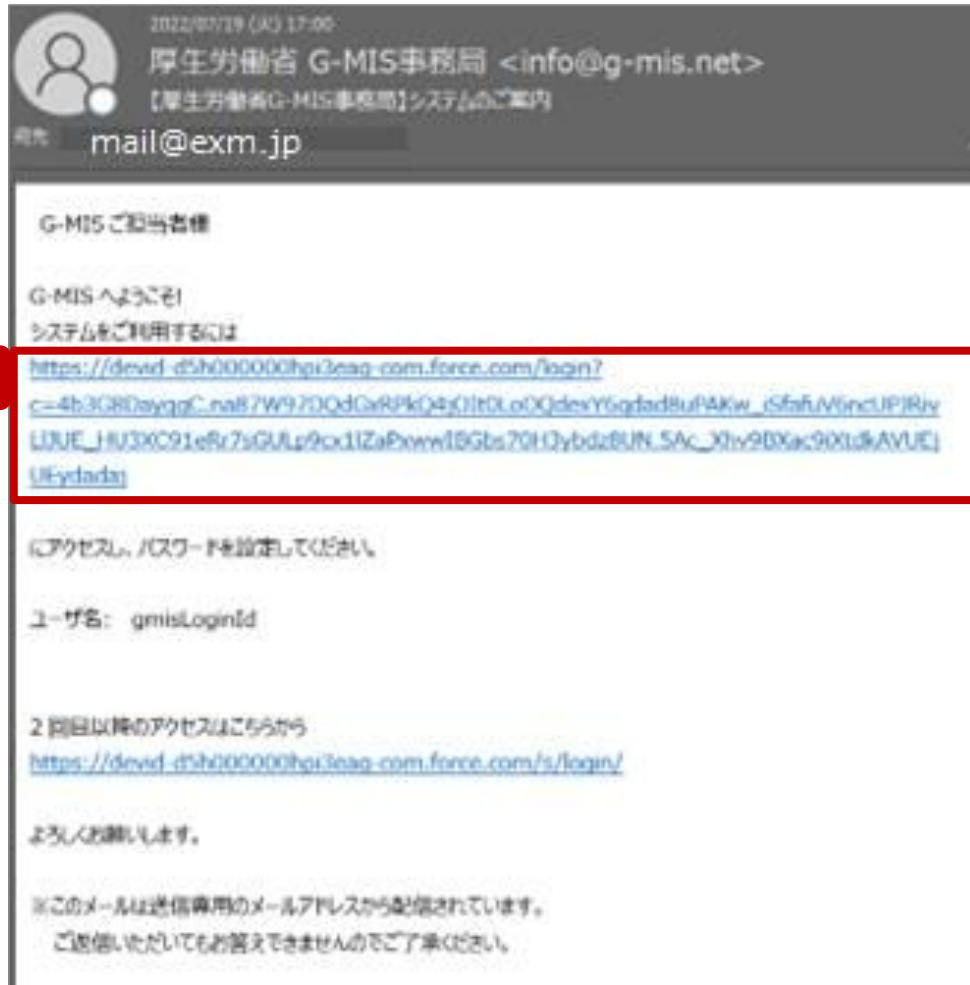 2022/07/19 (火) 17:00
厚生労働省 G-MIS事務局 <info@g-mis.net>
【厚生労働省G-MIS事務局】システムのご案内
宛先
mail@exm.jp
G-MIS ご担当者様
G-MIS へようこそ!
システムをご利用するには
https://devid-d5h000000hpi3eag-com.force.com/login?
にアクセスし、パスワードを設定してください。
ユーザ名: gmisLoginId
2 回目以降のアクセスはこちらから
https://devid-d5h000000hpi3eag-com.force.com/s/login/
よろしくお願いします。
※このメールは送信専用のメールアドレスから配信されています。
ご返信いただいてもお答えできませんのでご了承ください。